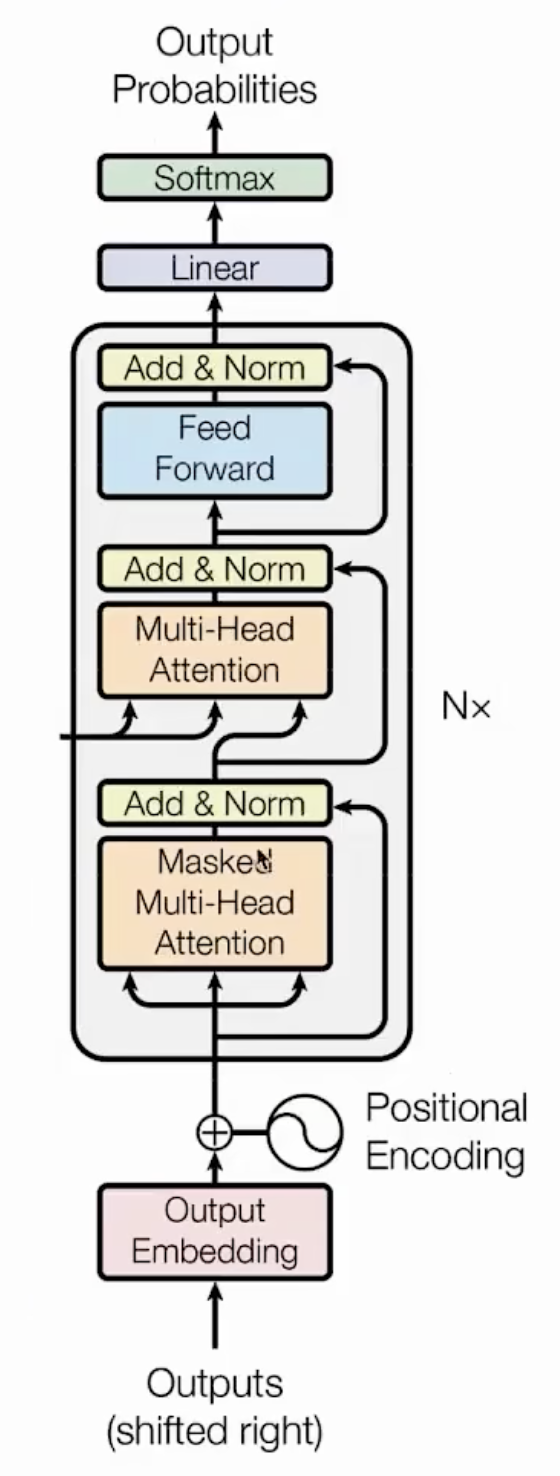 Output
Probabilities
Softmax
Linear
Add & Norm
Feed
Forward
Add & Norm
Multi-Head
Attention
N×
Add & Norm
Masked
Multi-Head
Attention
Positional
Encoding
Output
Embedding
Outputs
(shifted right)